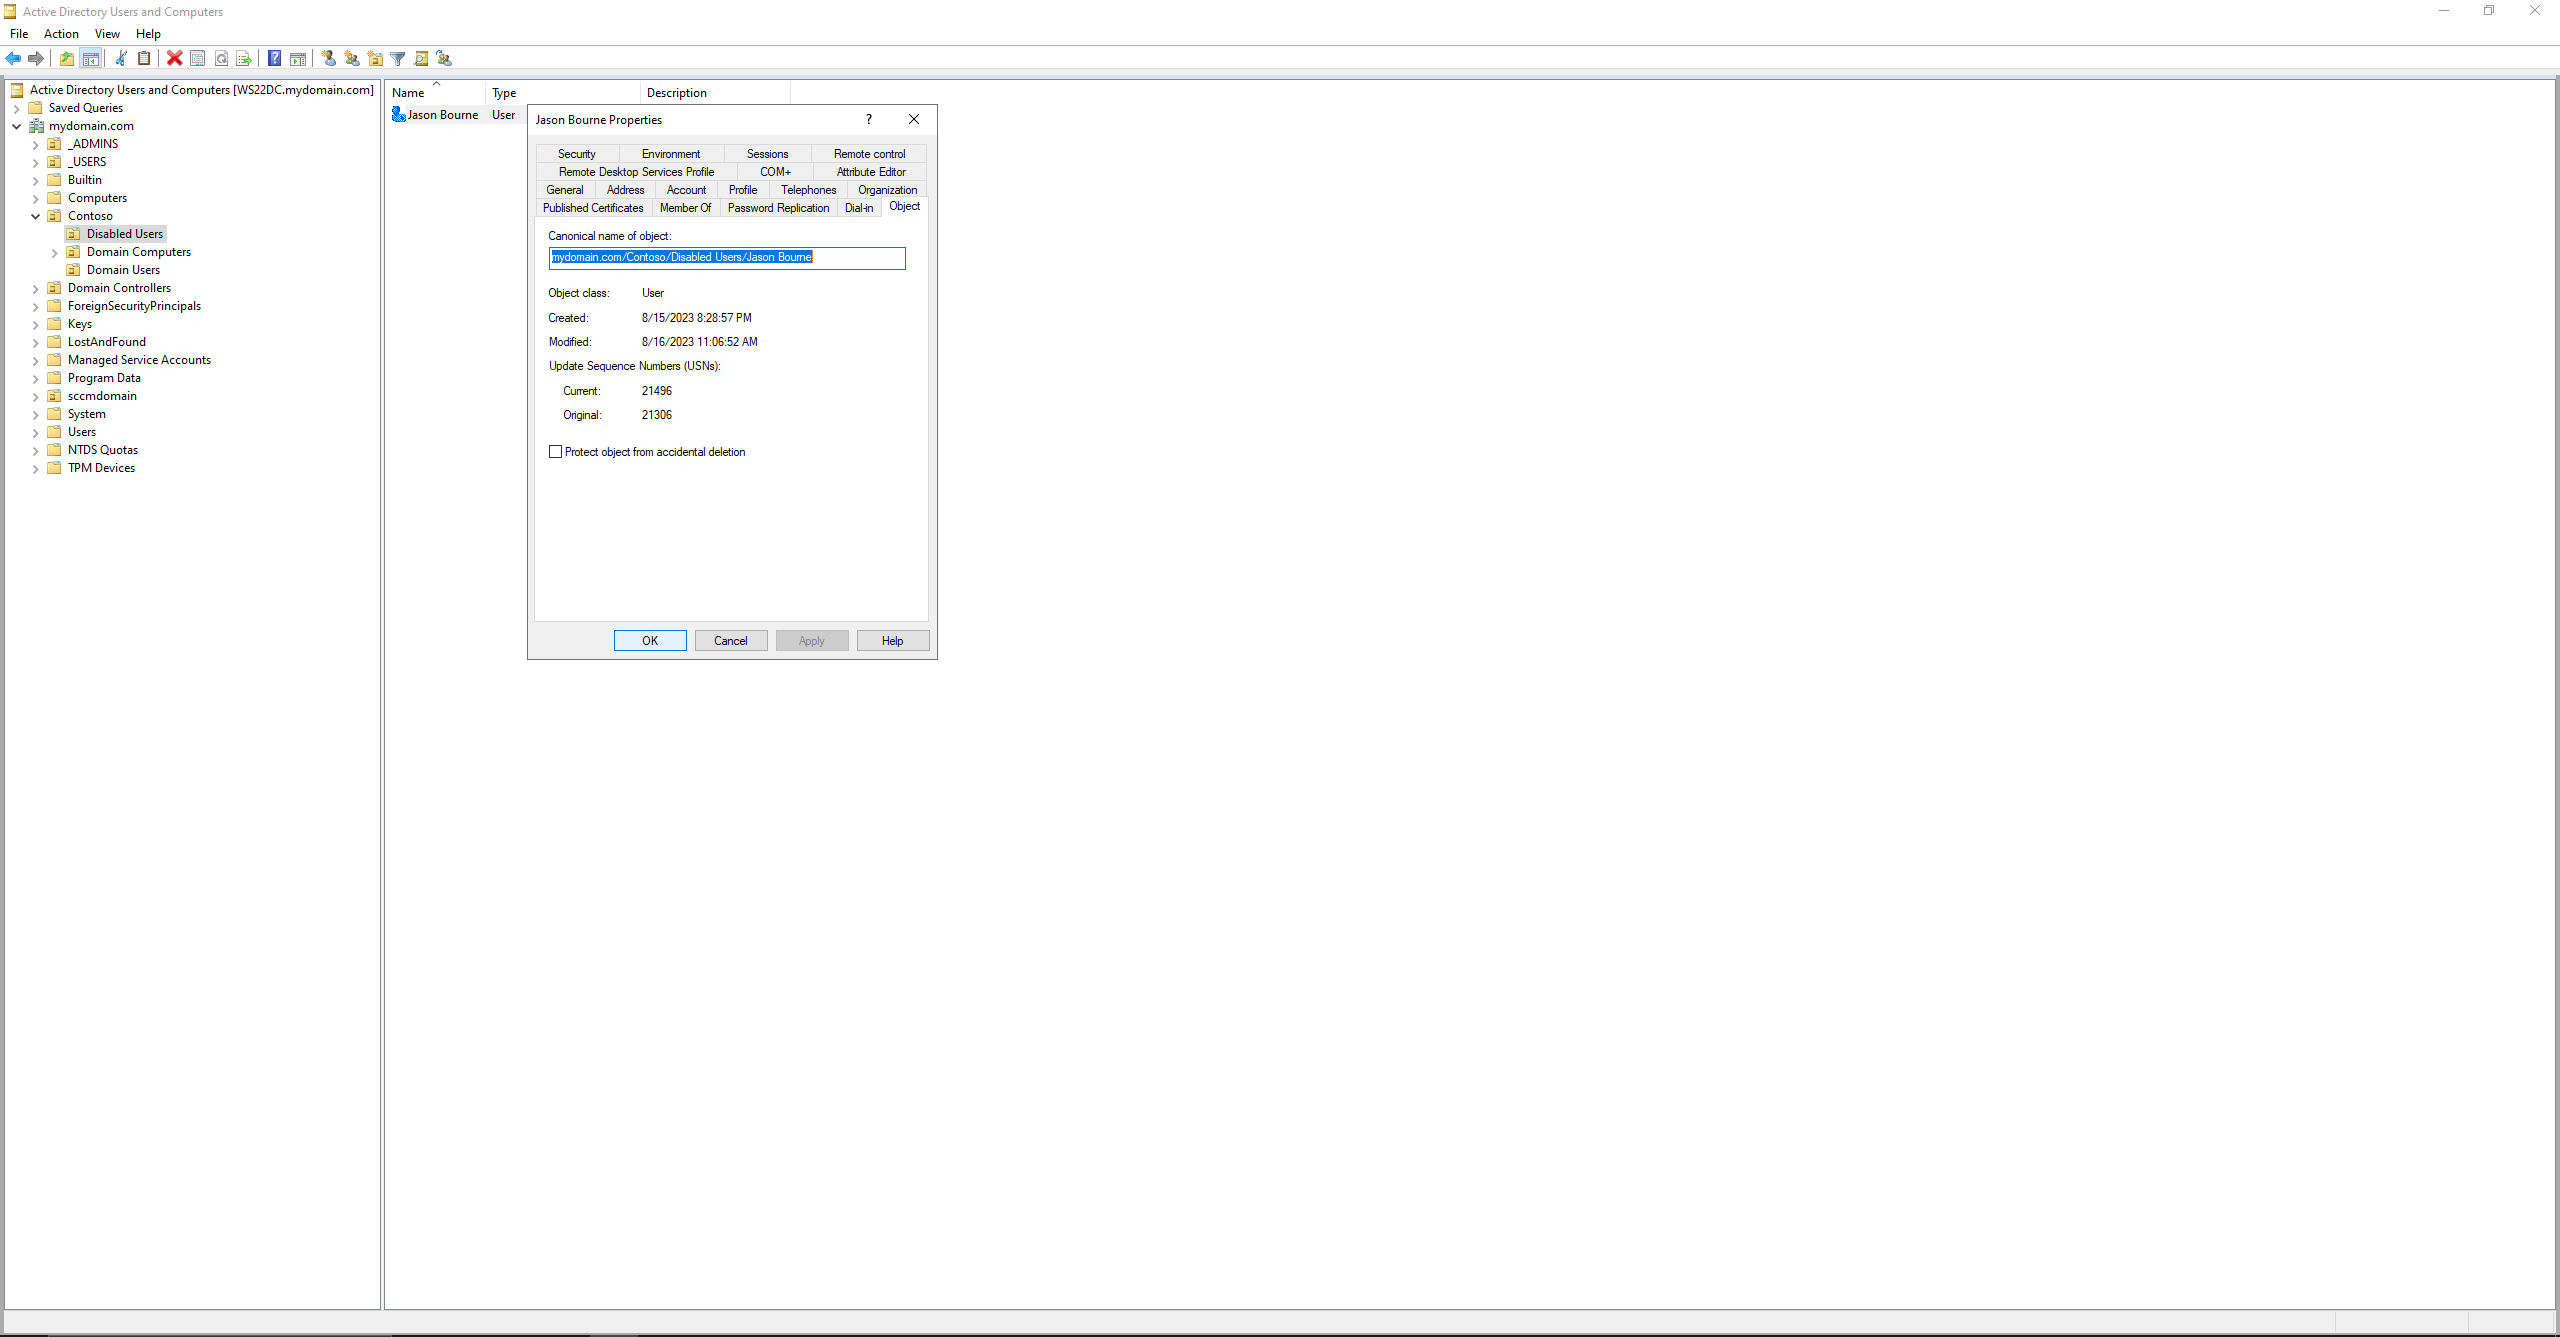 Active Directory Users and Computers
File Action View Help
Active Directory Users and Computers [WS22DC.mydomain.com]
Saved Queries
mydomain.com
_ADMINS
_USERS
Builtin
Computers
Contoso
Disabled Users
Domain Computers
Domain Users
Domain Controllers
ForeignSecurityPrincipals
Keys
LostAndFound
Managed Service Accounts
Program Data
sccmdomain
System
Users
NTDS Quotas
TPM Devices
Name Type Description
Jason Bourne User
Jason Bourne Properties
Security Environment Sessions Remote control
Remote Desktop Services Profile COM+ Attribute Editor
General Address Account Profile Telephones Organization
Published Certificates Member Of Password Replication Dial-in Object
Canonical name of object:
mydomain.com/Contoso/Disabled Users/Jason Bourne
Object class: User
Created: 8/15/2023 8:28:57 PM
Modified: 8/16/2023 11:06:52 AM
Update Sequence Numbers (USNs):
Current: 21496
Original: 21306
Protect object from accidental deletion
OK Cancel Apply Help